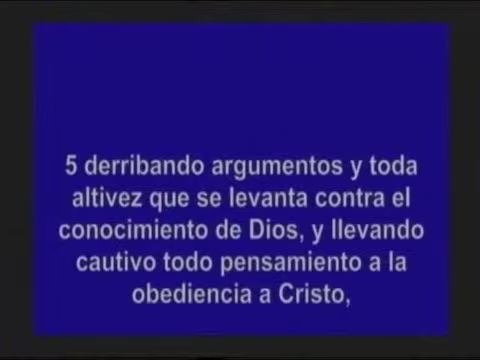 5 derribando argumentos y toda
altivez que se levanta contra el
conocimiento de Dios, y llevando
cautivo todo pensamiento a la
obediencia a Cristo,